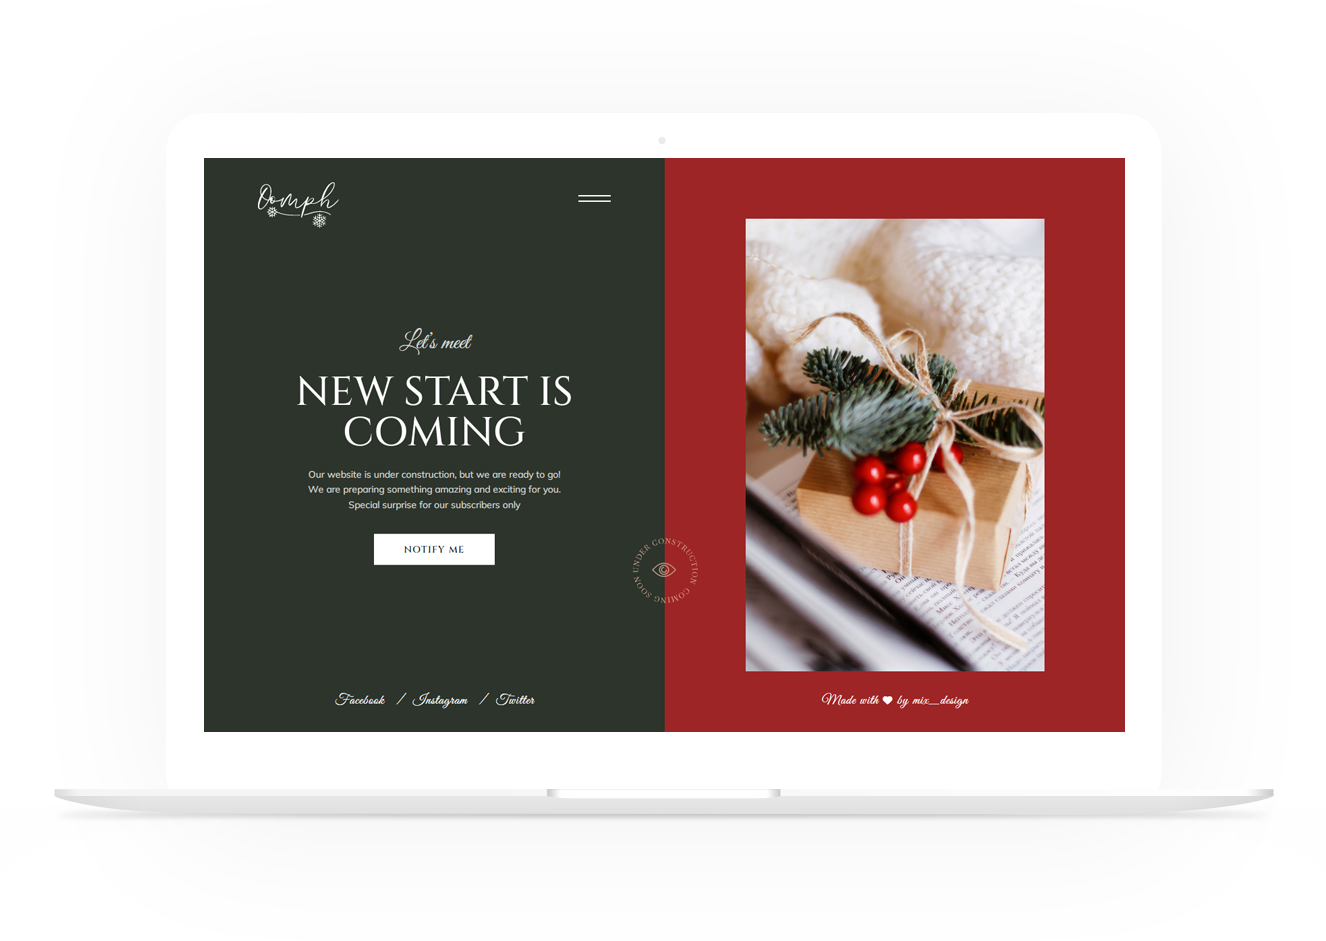 Oomph
Let's meet
NEW START IS
COMING
Our website is under construction, but we are ready to go!
We are preparing something amazing and exciting for you.
Special surprise for our subscribers only
NOTIFY ME
UNDER CONSTRUCTION COMING SOON
Facebook / Instagram / Twitter
Made with ♥ by mix_design